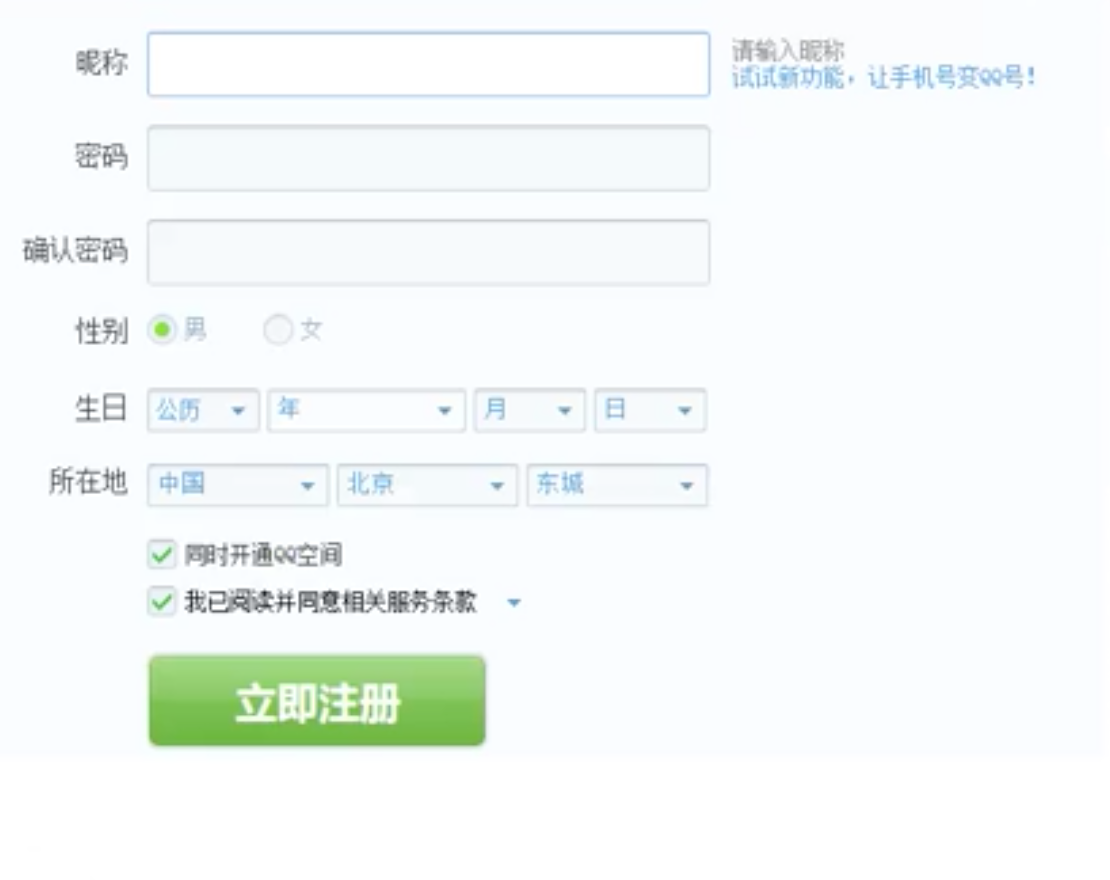 昵称 请输入昵称
试试新功能，让手机号变QQ号！
密码
确认密码
性别 男 女
生日 公历 年 月 日
所在地 中国 北京 东城
同时开通QQ空间
我已阅读并同意相关服务条款
立即注册